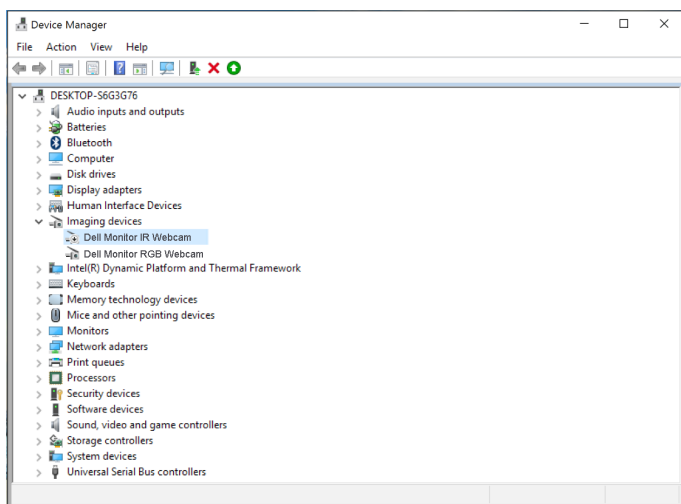 Device Manager
File Action View Help
DESKTOP-S6G3G76
Audio inputs and outputs
Batteries
Bluetooth
Computer
Disk drives
Display adapters
Human Interface Devices
Imaging devices
Dell Monitor IR Webcam
Dell Monitor RGB Webcam
Intel(R) Dynamic Platform and Thermal Framework
Keyboards
Memory technology devices
Mice and other pointing devices
Monitors
Network adapters
Print queues
Processors
Security devices
Software devices
Sound, video and game controllers
Storage controllers
System devices
Universal Serial Bus controllers